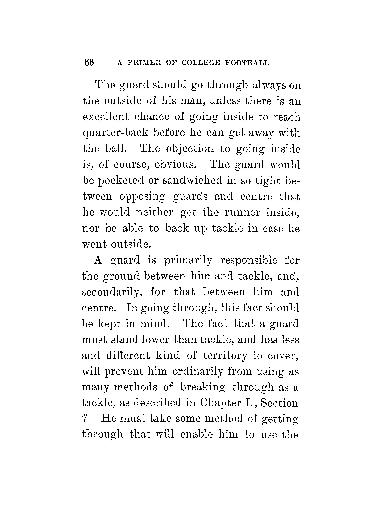 68 A PRIMER OF COLLEGE FOOTBALL
The guard should go through always on
the outside of his man, unless there is an
excellent chance of going inside to reach
quarter-back before he can get away with
the ball. The objection to going inside
is, of course, obvious. The guard would
be pocketed or sandwiched in so tight be-
tween opposing guards and centre that
he would neither get the runner inside,
nor be able to back up tackle in case he
went outside.
A guard is primarily responsible for
the ground between him and tackle, and,
secondarily, for that between him and
centre. In going through, this fact should
be kept in mind. The fact that a guard
must stand lower than tackle, and has less
and different kind of territory to cover,
will prevent him ordinarily from using as
many methods of breaking through as a
tackle, as described in Chapter I., Section
7. He must take some method of getting
through that will enable him to use the